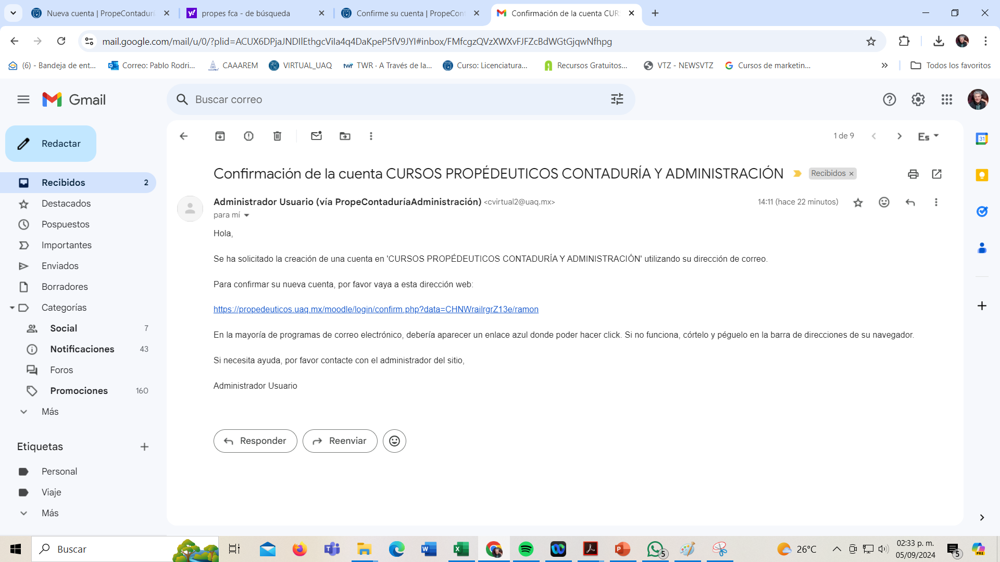 Nueva cuenta | PropeContadurí
propes fca - de búsqueda
Confirme su cuenta | PropeCont
Confirmación de la cuenta CUR
mail.google.com/mail/u/0/?plid=ACUX6DPjaJNDIlEthgcViIa4q4DaKpeP5fV9JYI#inbox/FMfcgzQVzXWXvFJFZcBdWGtGjqwNfhpg
(6) - Bandeja de ent...
Correo: Pablo Rodri...
CAAAREM
VIRTUAL_UAQ
twr TWR · A Través de la...
Curso: Licenciatura...
Recursos Gratuitos...
VTZ - NEWSVTZ
Cursos de marketin...
Todos los favoritos
Gmail
Buscar correo
Redactar
Recibidos 2
Destacados
Pospuestos
Importantes
Enviados
Borradores
Categorías
Social 7
Notificaciones 43
Foros
Promociones 160
Más
Etiquetas
Personal
Viaje
Más
1 de 9
Es
Confirmación de la cuenta CURSOS PROPÉDEUTICOS CONTADURÍA Y ADMINISTRACIÓN
Recibidos
Administrador Usuario (vía PropeContaduríaAdministración) <cvirtual2@uaq.mx>
14:11 (hace 22 minutos)
para mí
Hola,
Se ha solicitado la creación de una cuenta en 'CURSOS PROPÉDEUTICOS CONTADURÍA Y ADMINISTRACIÓN' utilizando su dirección de correo.
Para confirmar su nueva cuenta, por favor vaya a esta dirección web:
https://propedeuticos.uaq.mx/moodle/login/confirm.php?data=CHNWrailrgrZ13e/ramon
En la mayoría de programas de correo electrónico, debería aparecer un enlace azul donde poder hacer click. Si no funciona, córtelo y péguelo en la barra de direcciones de su navegador.
Si necesita ayuda, por favor contacte con el administrador del sitio,
Administrador Usuario
Responder
Reenviar
31
Buscar
5
26°C
02:33 p. m.
05/09/2024
5
PRE